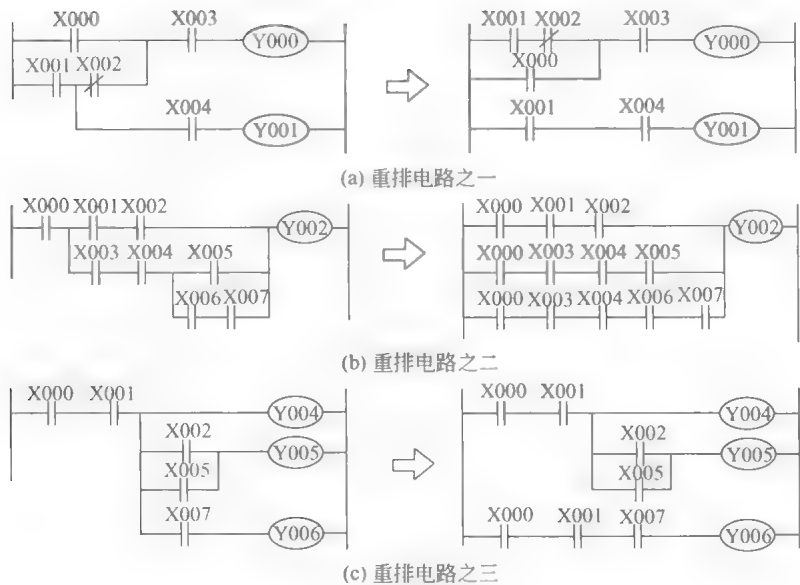 X000 X003 Y000
X001 X002
X004 Y001
X001 X002 X003 Y000
X000
X001 X004 Y001
(a) 重排电路之一
X000 X001 X002 Y002
X003 X004 X005
X006 X007
X000 X001 X002 Y002
X000 X003 X004 X005
X000 X003 X004 X006 X007
(b) 重排电路之二
X000 X001 Y004
X002 Y005
X005
X007 Y006
X000 X001 Y004
X002 Y005
X005
X000 X001 X007 Y006
(c) 重排电路之三